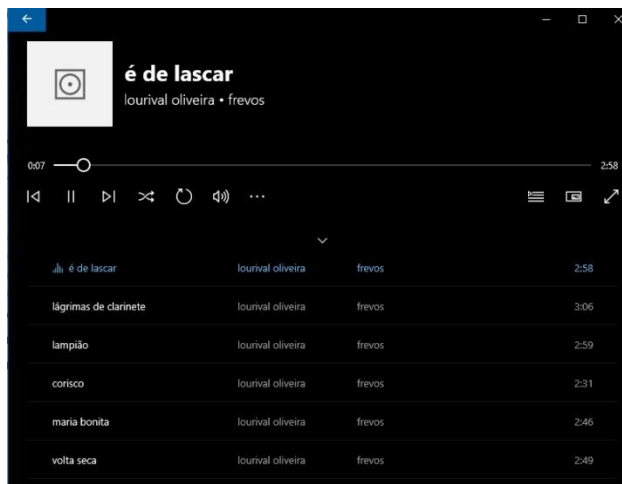 é de lascar
lourival oliveira • frevos
0:07 2:58
é de lascar lourival oliveira frevos 2:58
lágrimas de clarinete lourival oliveira frevos 3:06
lampião lourival oliveira frevos 2:59
corisco lourival oliveira frevos 2:31
maria bonita lourival oliveira frevos 2:46
volta seca lourival oliveira frevos 2:49